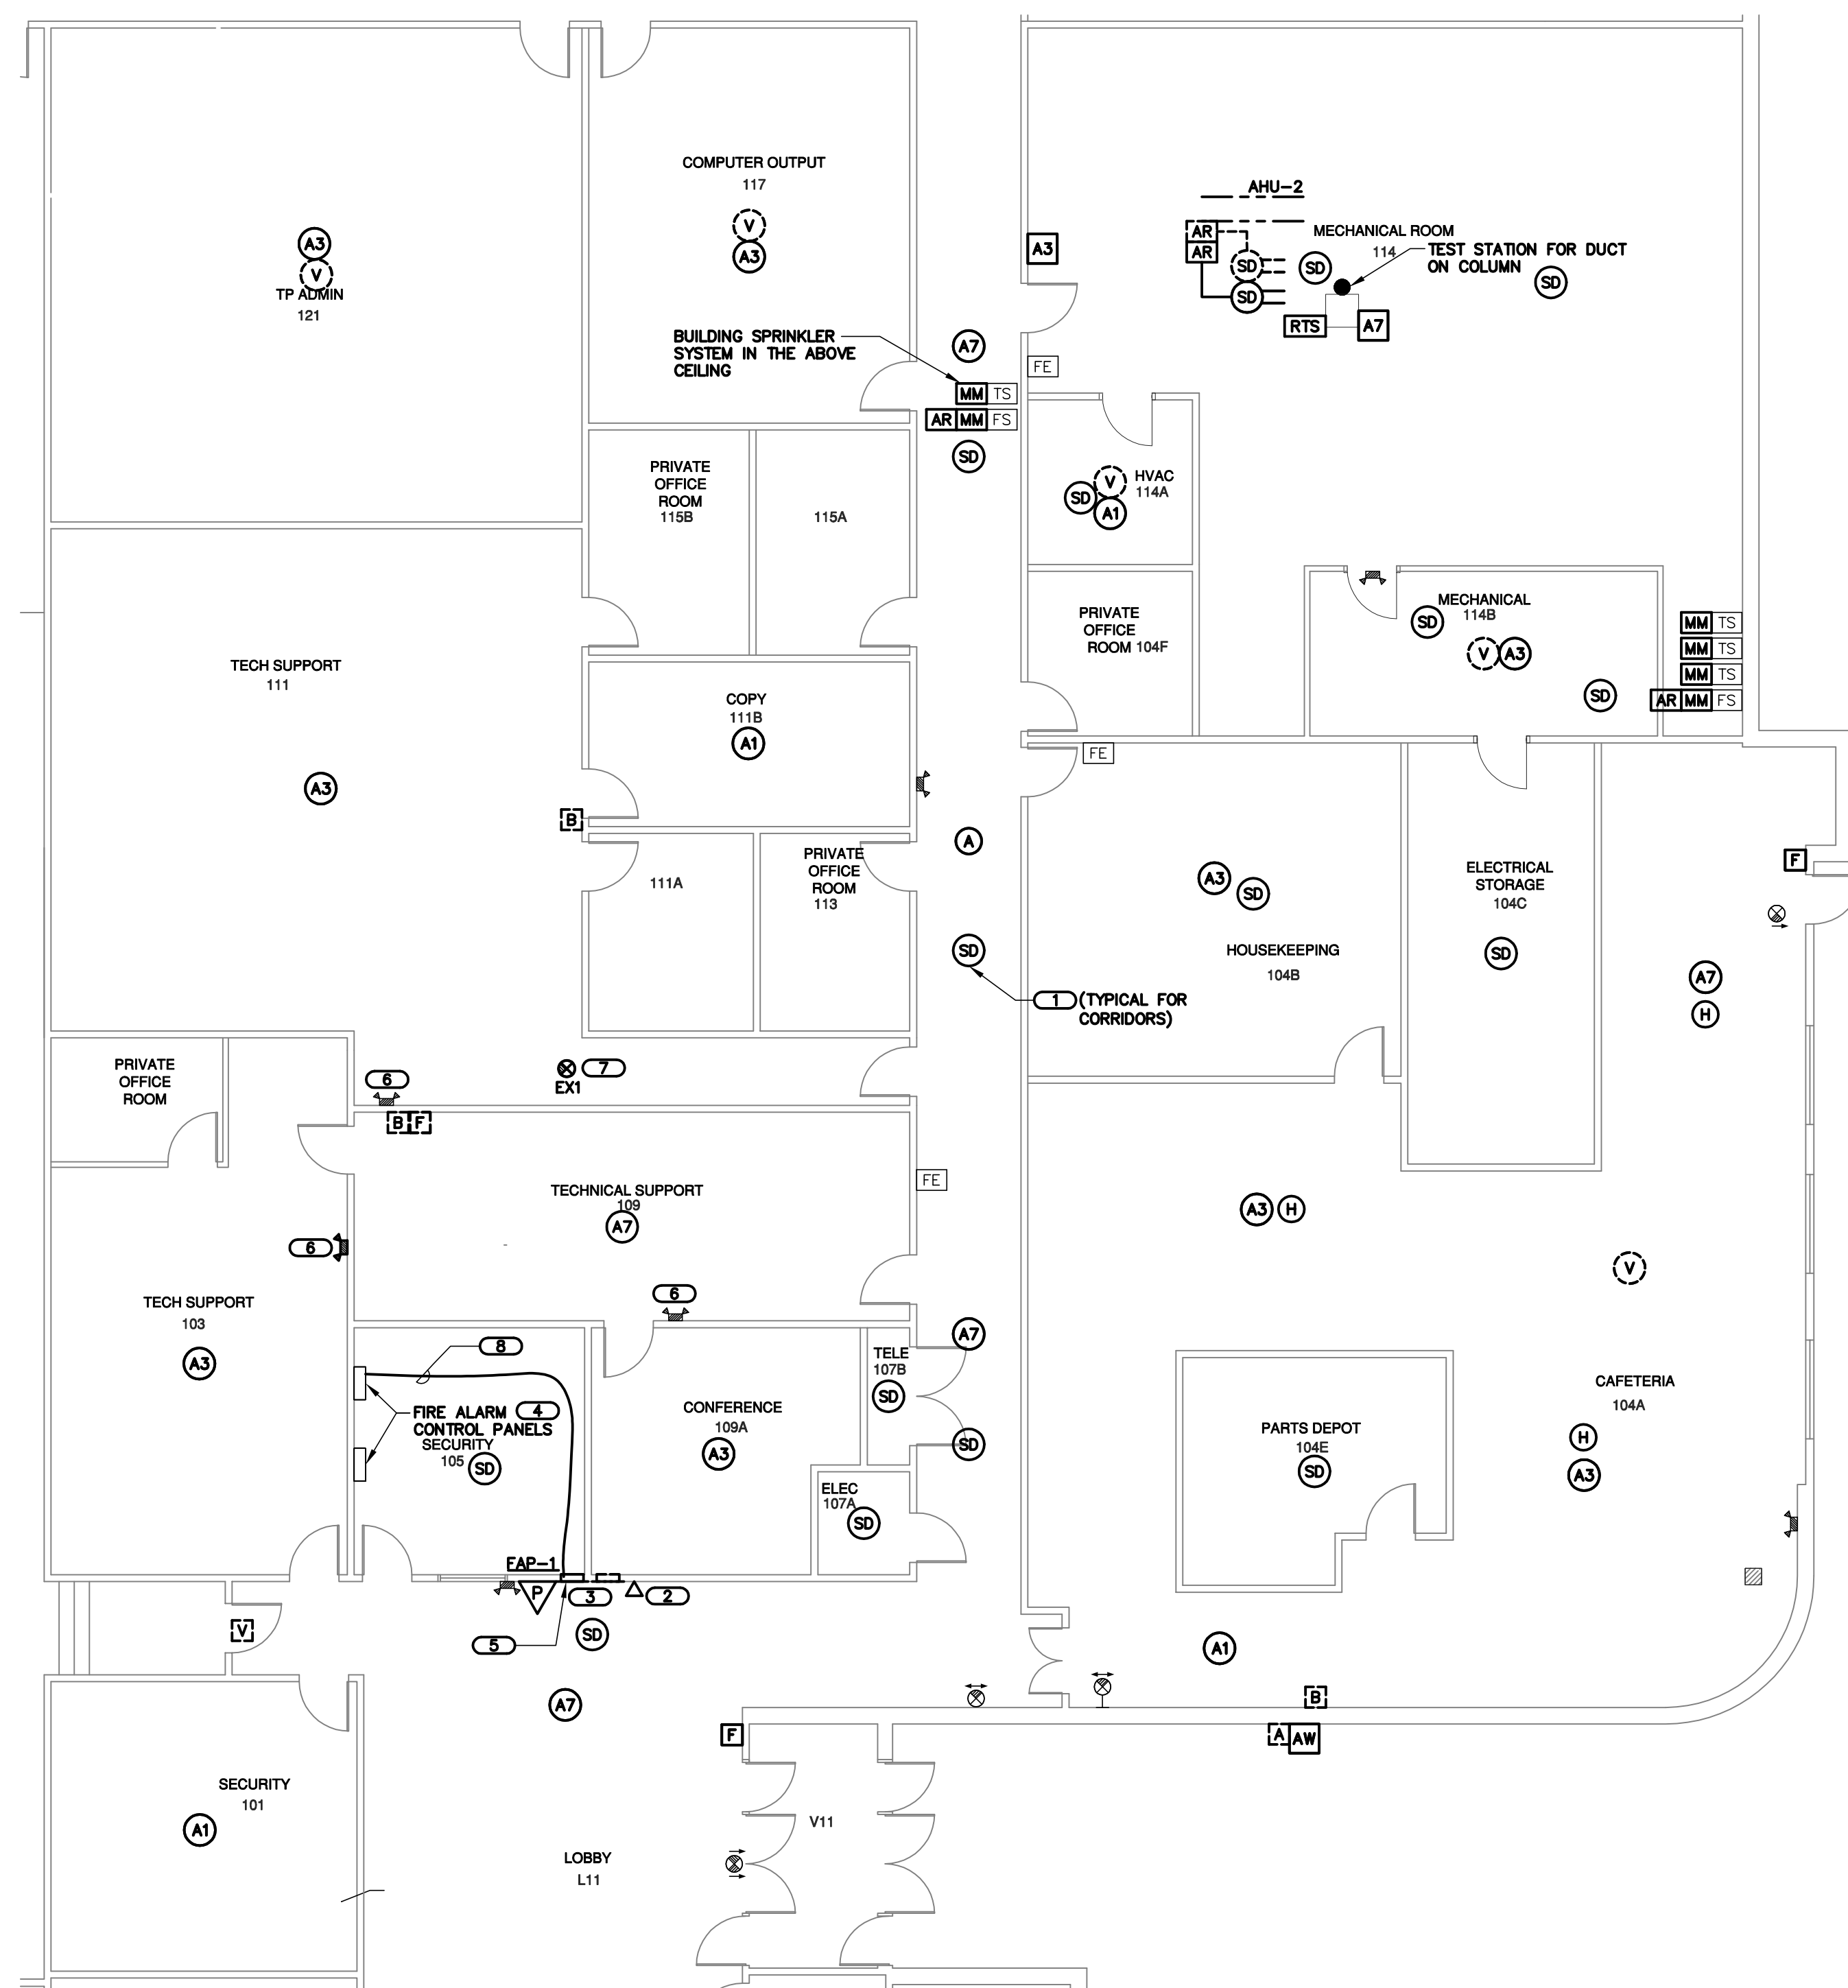 COMPUTER OUTPUT
117
V
A3
A3
V
TP ADMIN
121
AHU-2
MECHANICAL ROOM
114
TEST STATION FOR DUCT
ON COLUMN
AR
AR
SD
SD
SD
SD
RTS
A7
A3
BUILDING SPRINKLER
SYSTEM IN THE ABOVE
CEILING
A7
FE
MM TS
AR MM FS
SD
PRIVATE
OFFICE
ROOM
115B
115A
V
HVAC
114A
SD
A1
PRIVATE
OFFICE
ROOM 104F
MECHANICAL
114B
SD
V A3
SD
MM TS
MM TS
MM TS
AR MM FS
TECH SUPPORT
111
A3
COPY
111B
A1
B
FE
A
PRIVATE
OFFICE
ROOM
113
111A
A3
SD
HOUSEKEEPING
104B
ELECTRICAL
STORAGE
104C
SD
F
A7
H
SD
1 (TYPICAL FOR
CORRIDORS)
PRIVATE
OFFICE
ROOM
6
7
EX1
B F
FE
TECHNICAL SUPPORT
109
A7
A3 H
V
6
6
TECH SUPPORT
103
A3
8
FIRE ALARM 4
CONTROL PANELS
SECURITY
105
SD
CONFERENCE
109A
A3
TELE
107B
SD
A7
SD
ELEC
107A
SD
PARTS DEPOT
104E
SD
CAFETERIA
104A
H
A3
FAP-1
P
3
2
5
SD
V
A7
A1
B
F
A AW
SECURITY
101
A1
V11
LOBBY
L11